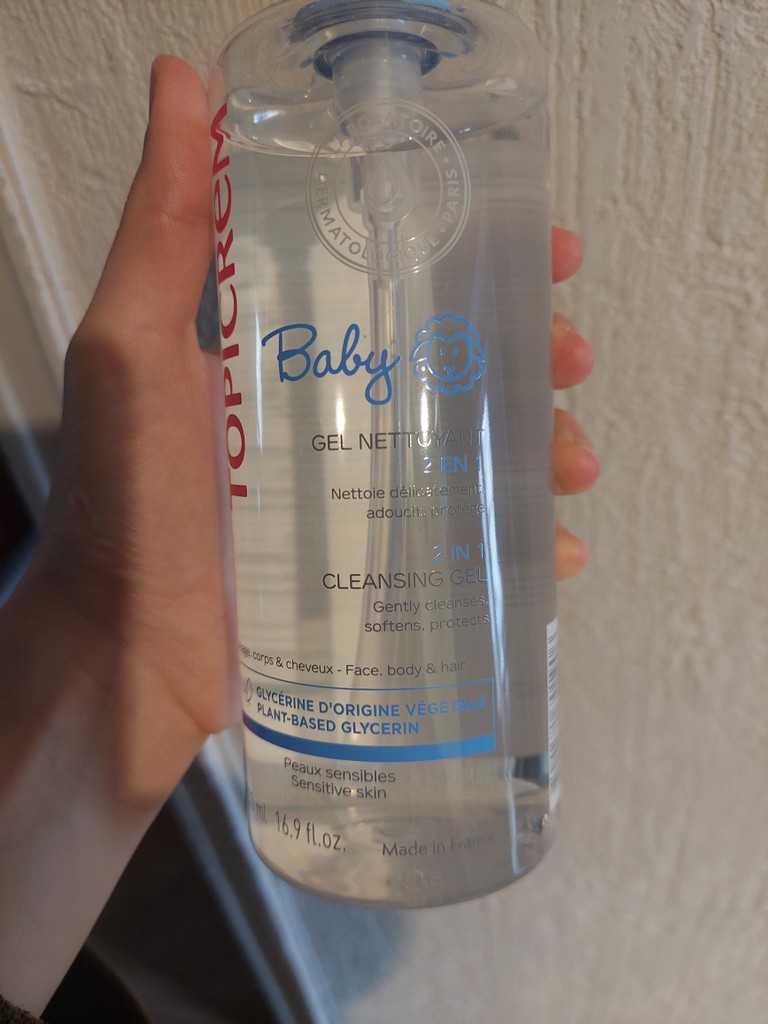 TOPICREM
LABORATOIRE
DERMATOLOGIQUE • PARIS •
Baby
GEL NETTOYANT
2 EN 1
Nettoie délicatement,
adoucit, protège
2 IN 1
CLEANSING GEL
Gently cleanses,
softens, protects
corps & cheveux - Face, body & hair
GLYCÉRINE D'ORIGINE VÉGÉTALE
PLANT-BASED GLYCERIN
Peaux sensibles
Sensitive skin
ml 16.9 fl.oz.
Made in France